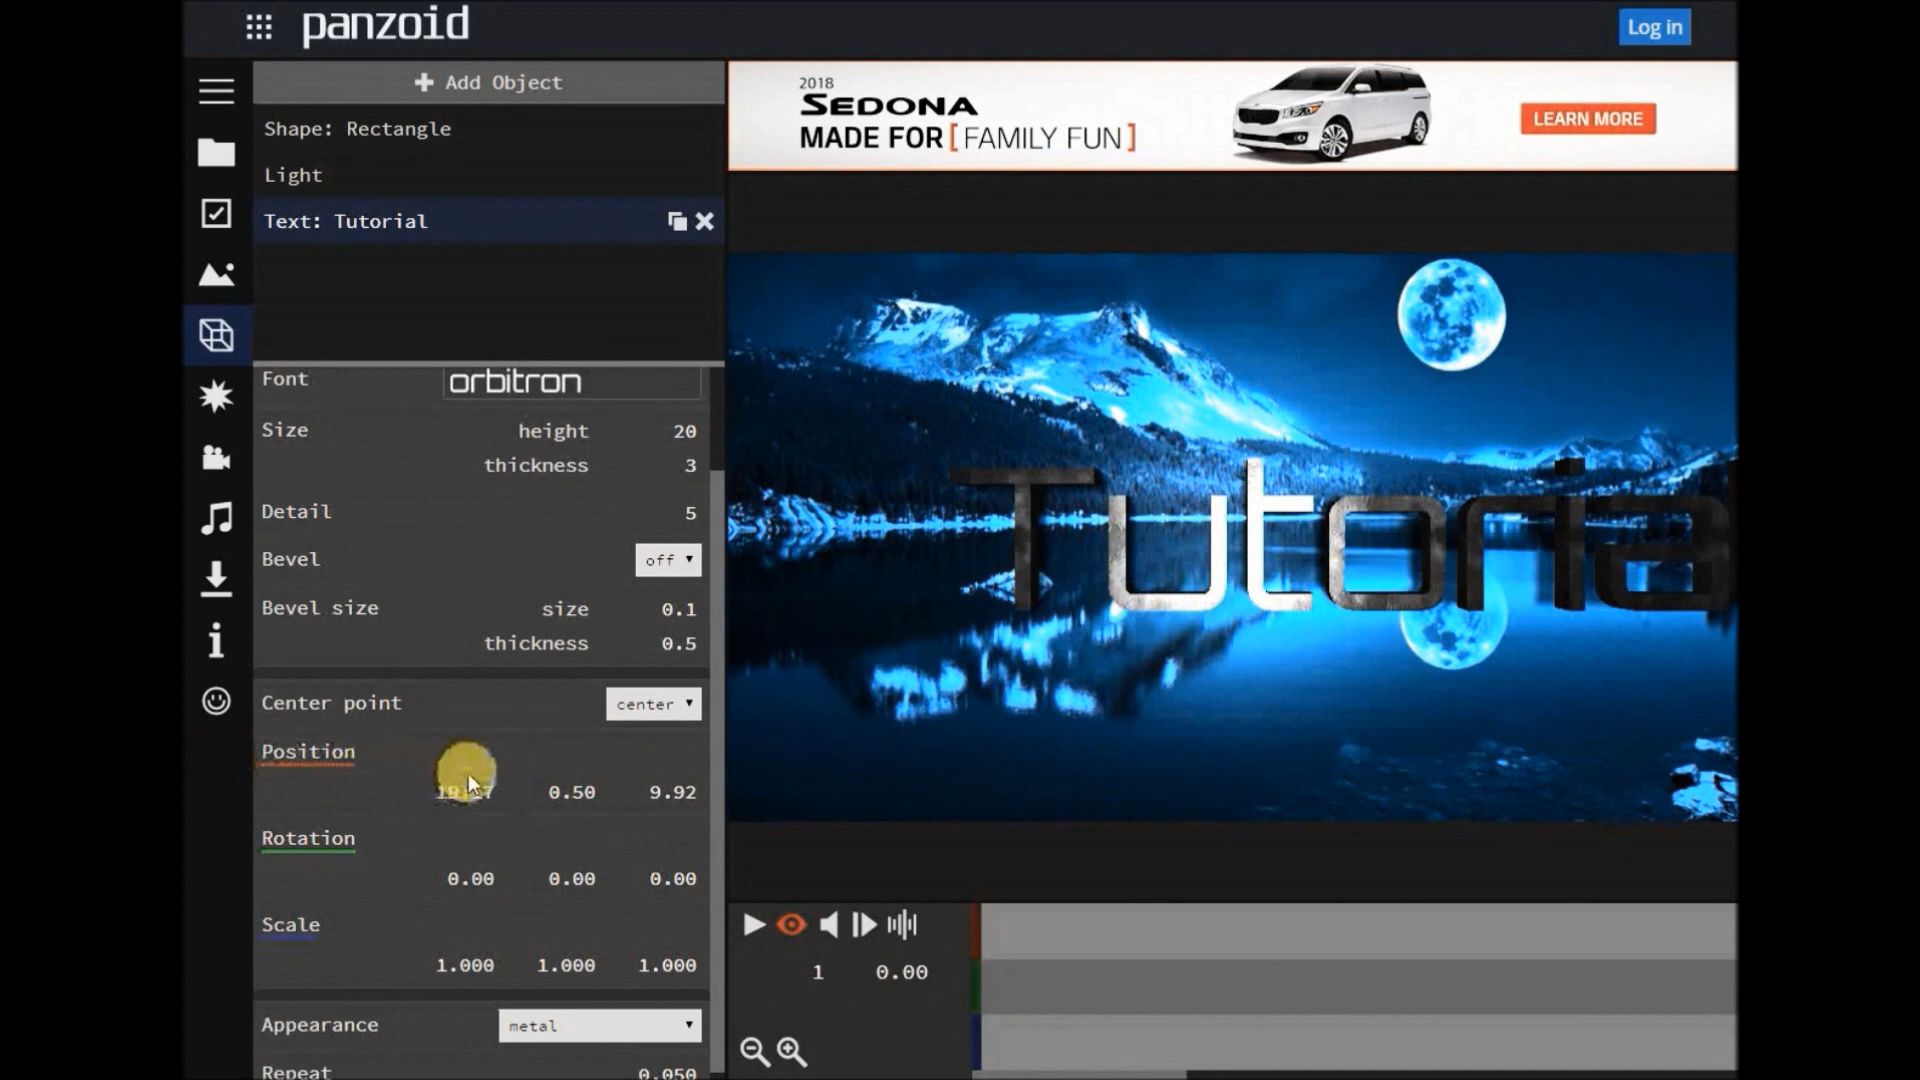 panzoid
Log in
Add Object
Shape: Rectangle
Light
Text: Tutorial
2018
SEDONA
MADE FOR [FAMILY FUN]
LEARN MORE
Font orbitron
Size height 20
thickness 3
Detail 5
Bevel off
Bevel size size 0.1
thickness 0.5
Center point center
Position
0.50 9.92
Rotation
0.00 0.00 0.00
Scale
1.000 1.000 1.000
Appearance metal
Repeat 0.050
Tutorial
1 0.00